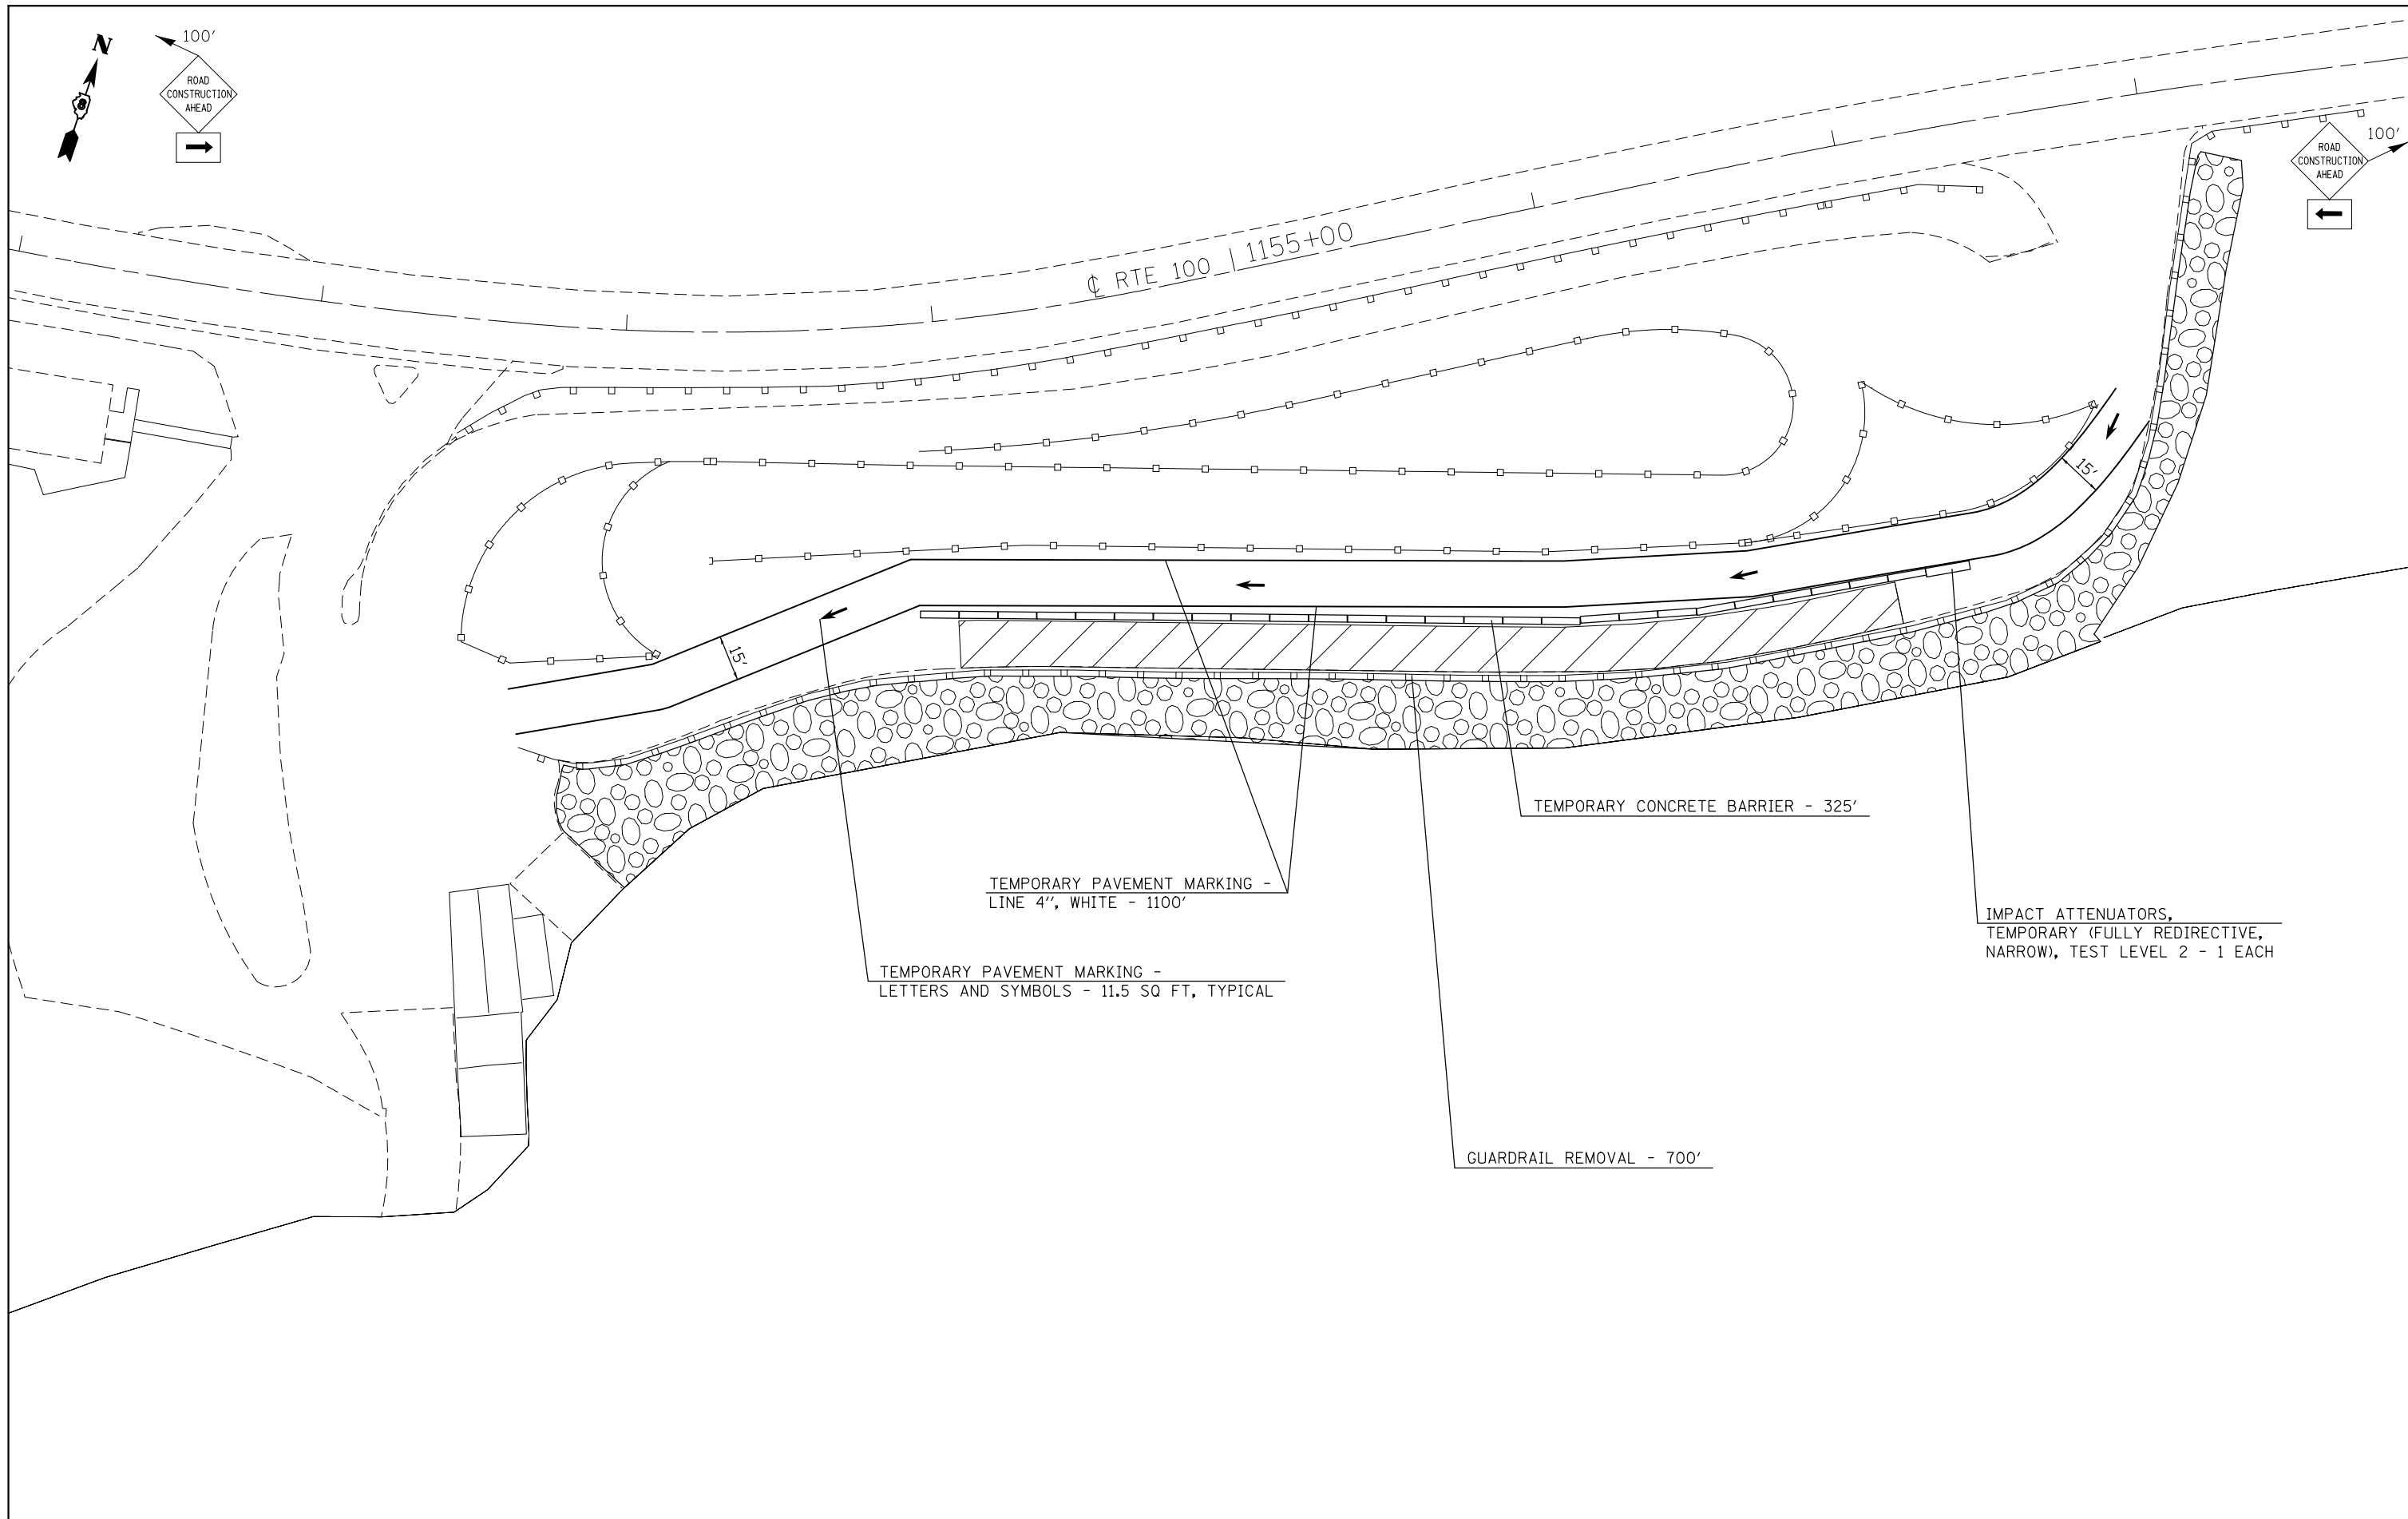 N
8
100'
ROAD
CONSTRUCTION
AHEAD
100'
ROAD
CONSTRUCTION
AHEAD
℄ RTE 100 | 1155+00
15'
15'
TEMPORARY CONCRETE BARRIER - 325'
TEMPORARY PAVEMENT MARKING -
LINE 4", WHITE - 1100'
IMPACT ATTENUATORS,
TEMPORARY (FULLY REDIRECTIVE,
NARROW), TEST LEVEL 2 - 1 EACH
TEMPORARY PAVEMENT MARKING -
LETTERS AND SYMBOLS - 11.5 SQ FT, TYPICAL
GUARDRAIL REMOVAL - 700'